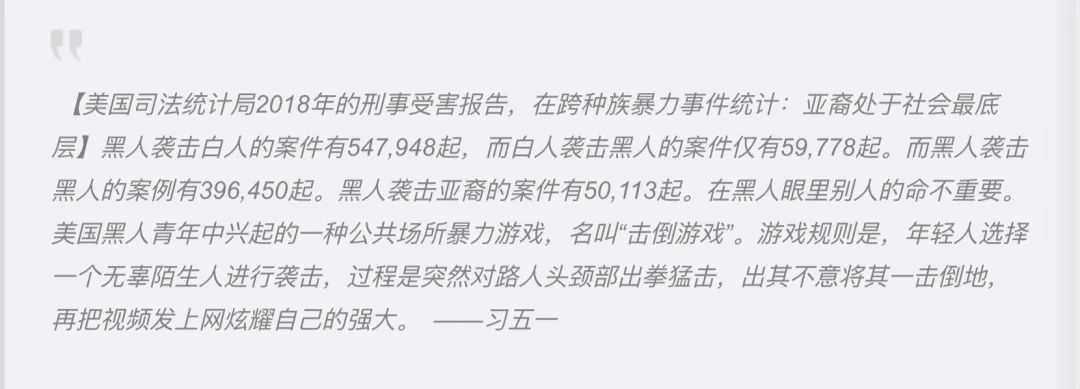 【美国司法统计局2018年的刑事受害报告，在跨种族暴力事件统计：亚裔处于社会最底
层】黑人袭击白人的案件有547,948起，而白人袭击黑人的案件仅有59,778起。而黑人袭击
黑人的案例有396,450起。黑人袭击亚裔的案件有50,113起。在黑人眼里别人的命不重要。
美国黑人青年中兴起的一种公共场所暴力游戏，名叫“击倒游戏”。游戏规则是，年轻人选择
一个无辜陌生人进行袭击，过程是突然对路人头颈部出拳猛击，出其不意将其一击倒地，
再把视频发上网炫耀自己的强大。 ——习五一